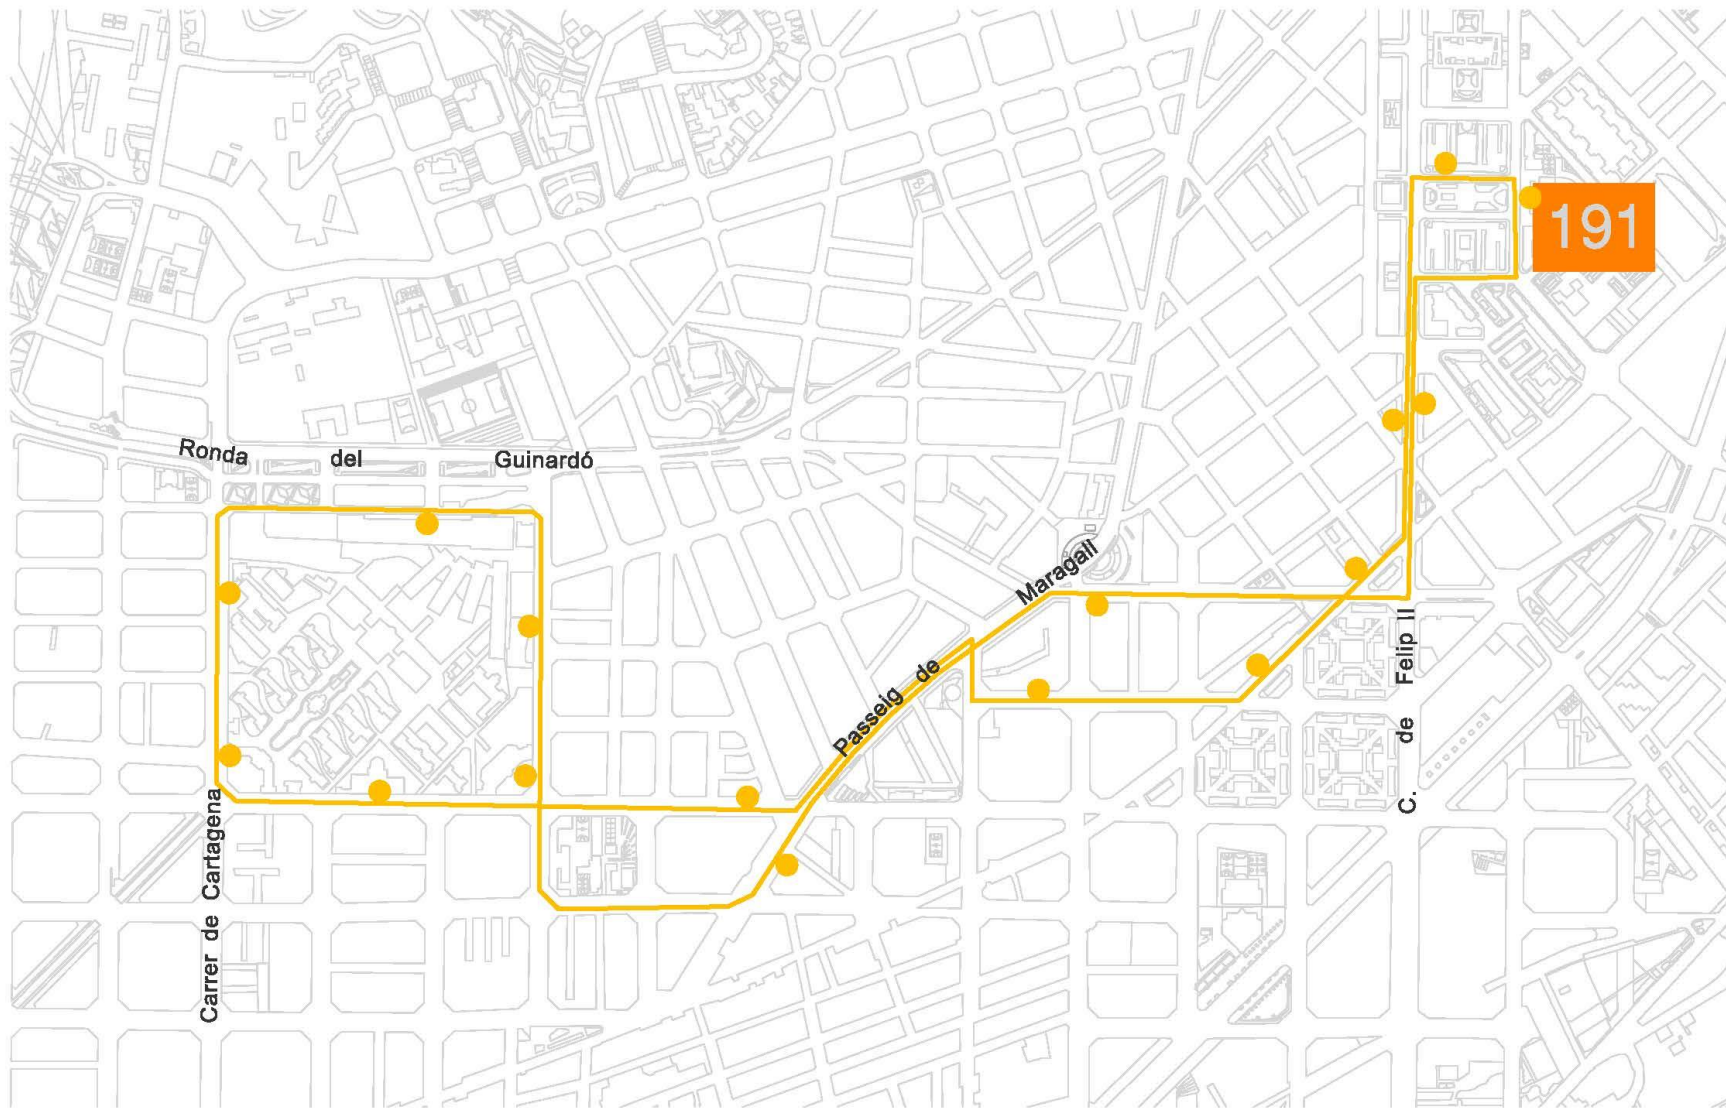 191
Ronda del Guinardó
Passeig de Maragall
C. de Felip II
Carrer de Cartagena